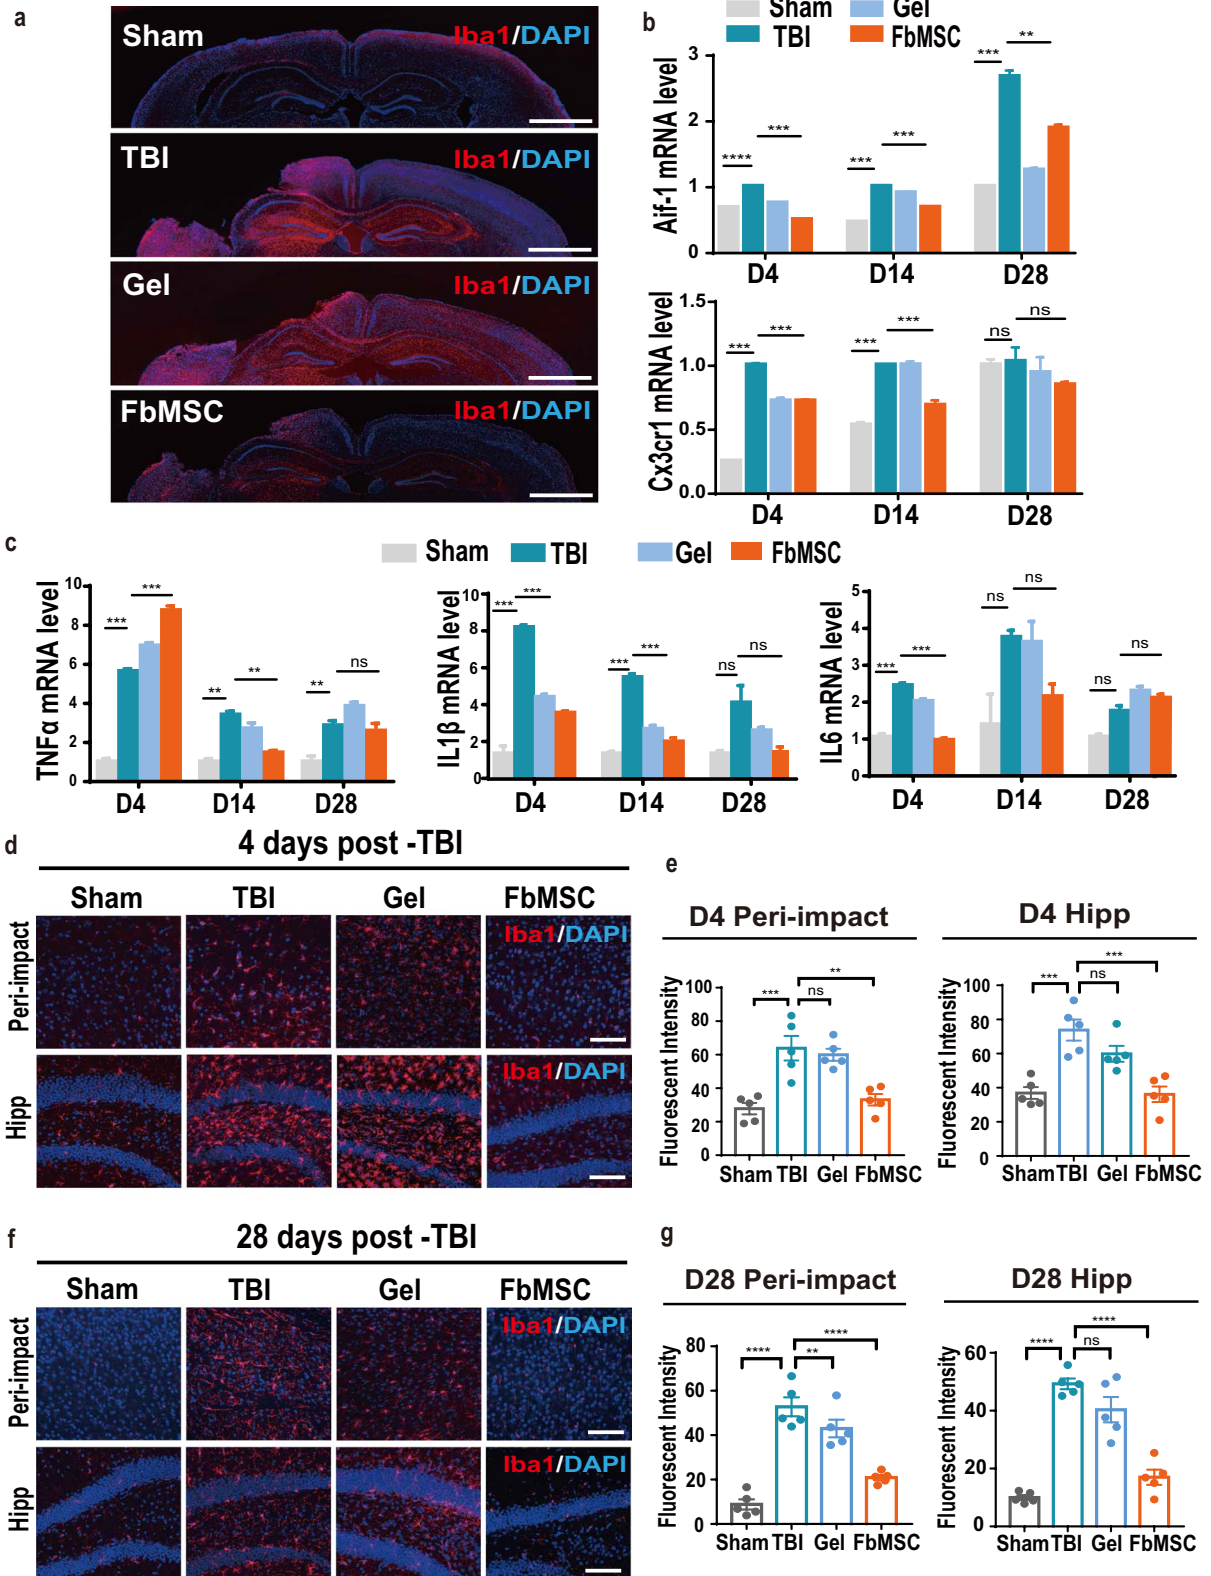 a
Sham
Iba1/DAPI
TBI
Iba1/DAPI
Gel
Iba1/DAPI
FbMSC
Iba1/DAPI
b
Sham
Gel
TBI
FbMSC
Aif-1 mRNA level
3
2
1
0
**** ***
*** ***
*** **
D4 D14 D28
Cx3cr1 mRNA level
1.5
1.0
0.5
0.0
*** ***
*** ***
ns ns
D4 D14 D28
c
Sham TBI Gel FbMSC
TNFα mRNA level
10
8
6
4
2
0
*** ***
** **
** ns
D4 D14 D28
IL1β mRNA level
8
6
4
2
0
*** ***
*** ***
ns ns
D4 D14 D28
IL6 mRNA level
5
4
3
2
1
0
*** ***
ns ns
ns ns
D4 D14 D28
d
4 days post -TBI
Sham TBI Gel FbMSC
Peri-impact
Iba1/DAPI
Hipp
Iba1/DAPI
e
D4 Peri-impact
Fluorescent Intensity
100
80
60
40
20
0
*** ns **
Sham TBI Gel FbMSC
D4 Hipp
Fluorescent Intensity
100
80
60
40
20
0
*** ns ***
Sham TBI Gel FbMSC
f
28 days post -TBI
Sham TBI Gel FbMSC
Peri-impact
Iba1/DAPI
Hipp
Iba1/DAPI
g
D28 Peri-impact
Fluorescent Intensity
80
60
40
20
0
**** ** ****
Sham TBI Gel FbMSC
D28 Hipp
Fluorescent Intensity
60
40
20
0
**** ns ****
Sham TBI Gel FbMSC